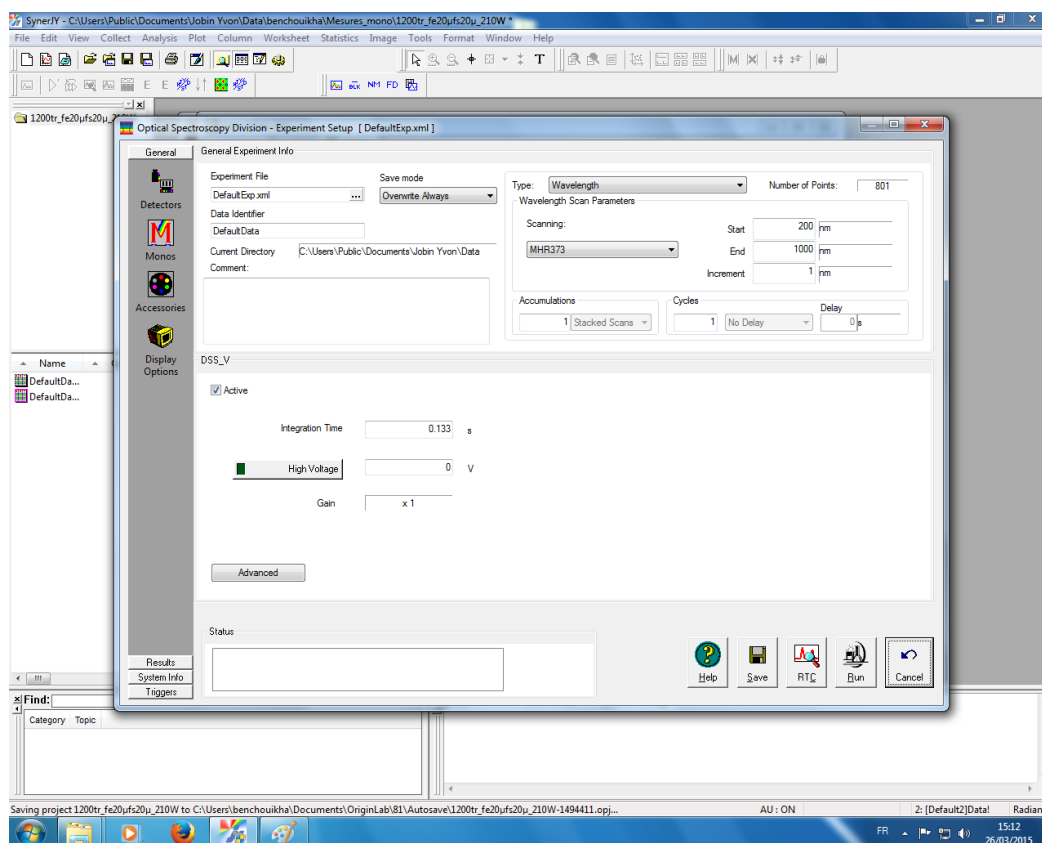 SynerJY - C:\Users\Public\Documents\Jobin Yvon\Data\benchouikha\Mesures_mono\1200tr_fe20µfs20µ_210W *
File Edit View Collect Analysis Plot Column Worksheet Statistics Image Tools Format Window Help
E E
BLK NM FD
1200tr_fe20µfs20µ_2
Optical Spectroscopy Division - Experiment Setup [ DefaultExp.xml ]
General
General Experiment Info
Detectors
Monos
Accessories
Display Options
Experiment File
Save mode
DefaultExp.xml ...
Overwrite Always
Data Identifier
DefaultData
Current Directory C:\Users\Public\Documents\Jobin Yvon\Data
Comment:
Type: Wavelength
Number of Points: 801
Wavelength Scan Parameters
Scanning:
MHR373
Start 200 nm
End 1000 nm
Increment 1 nm
Accumulations
1 Stacked Scans
Cycles
1 No Delay
Delay
0 s
Name
DefaultDa...
DefaultDa...
DSS_V
Active
Integration Time 0.133 s
High Voltage 0 V
Gain x 1
Advanced
Status
Results
System Info
Triggers
Help
Save
RTC
Run
Cancel
Find:
Category Topic
Saving project 1200tr_fe20µfs20µ_210W to C:\Users\benchouikha\Documents\OriginLab\81\Autosave\1200tr_fe20µfs20µ_210W-1494411.opj...
AU : ON
2: [Default2]Data!
Radian
FR
15:12
26/03/2015